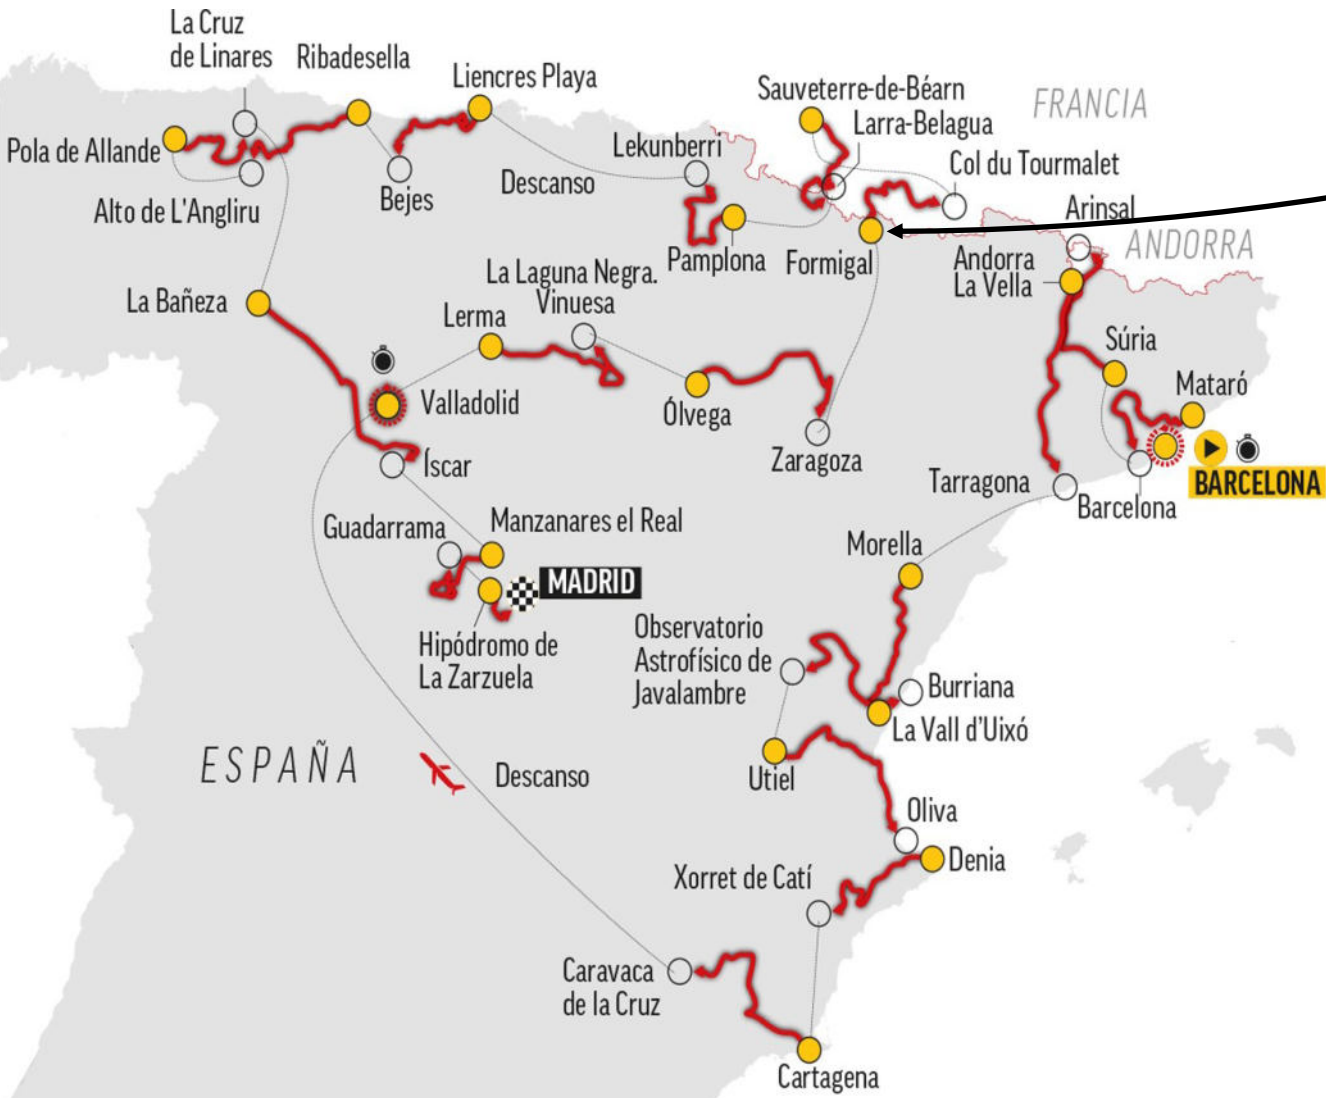 La Cruz
de Linares
Ribadesella
Liencres Playa
Sauveterre-de-Béarn
FRANCIA
Larra-Belagua
Pola de Allande
Lekunberri
Col du Tourmalet
Descanso
Bejes
Alto de L'Angliru
Arinsal
ANDORRA
Pamplona
Formigal
Andorra
La Vella
La Laguna Negra.
Vinuesa
La Bañeza
Lerma
Súria
Mataró
Valladolid
Ólvega
Zaragoza
Íscar
Tarragona
BARCELONA
Barcelona
Guadarrama
Manzanares el Real
Morella
MADRID
Hipódromo de
La Zarzuela
Observatorio
Astrofísico de
Javalambre
Burriana
La Vall d'Uixó
ESPAÑA
Descanso
Utiel
Oliva
Denia
Xorret de Catí
Caravaca
de la Cruz
Cartagena